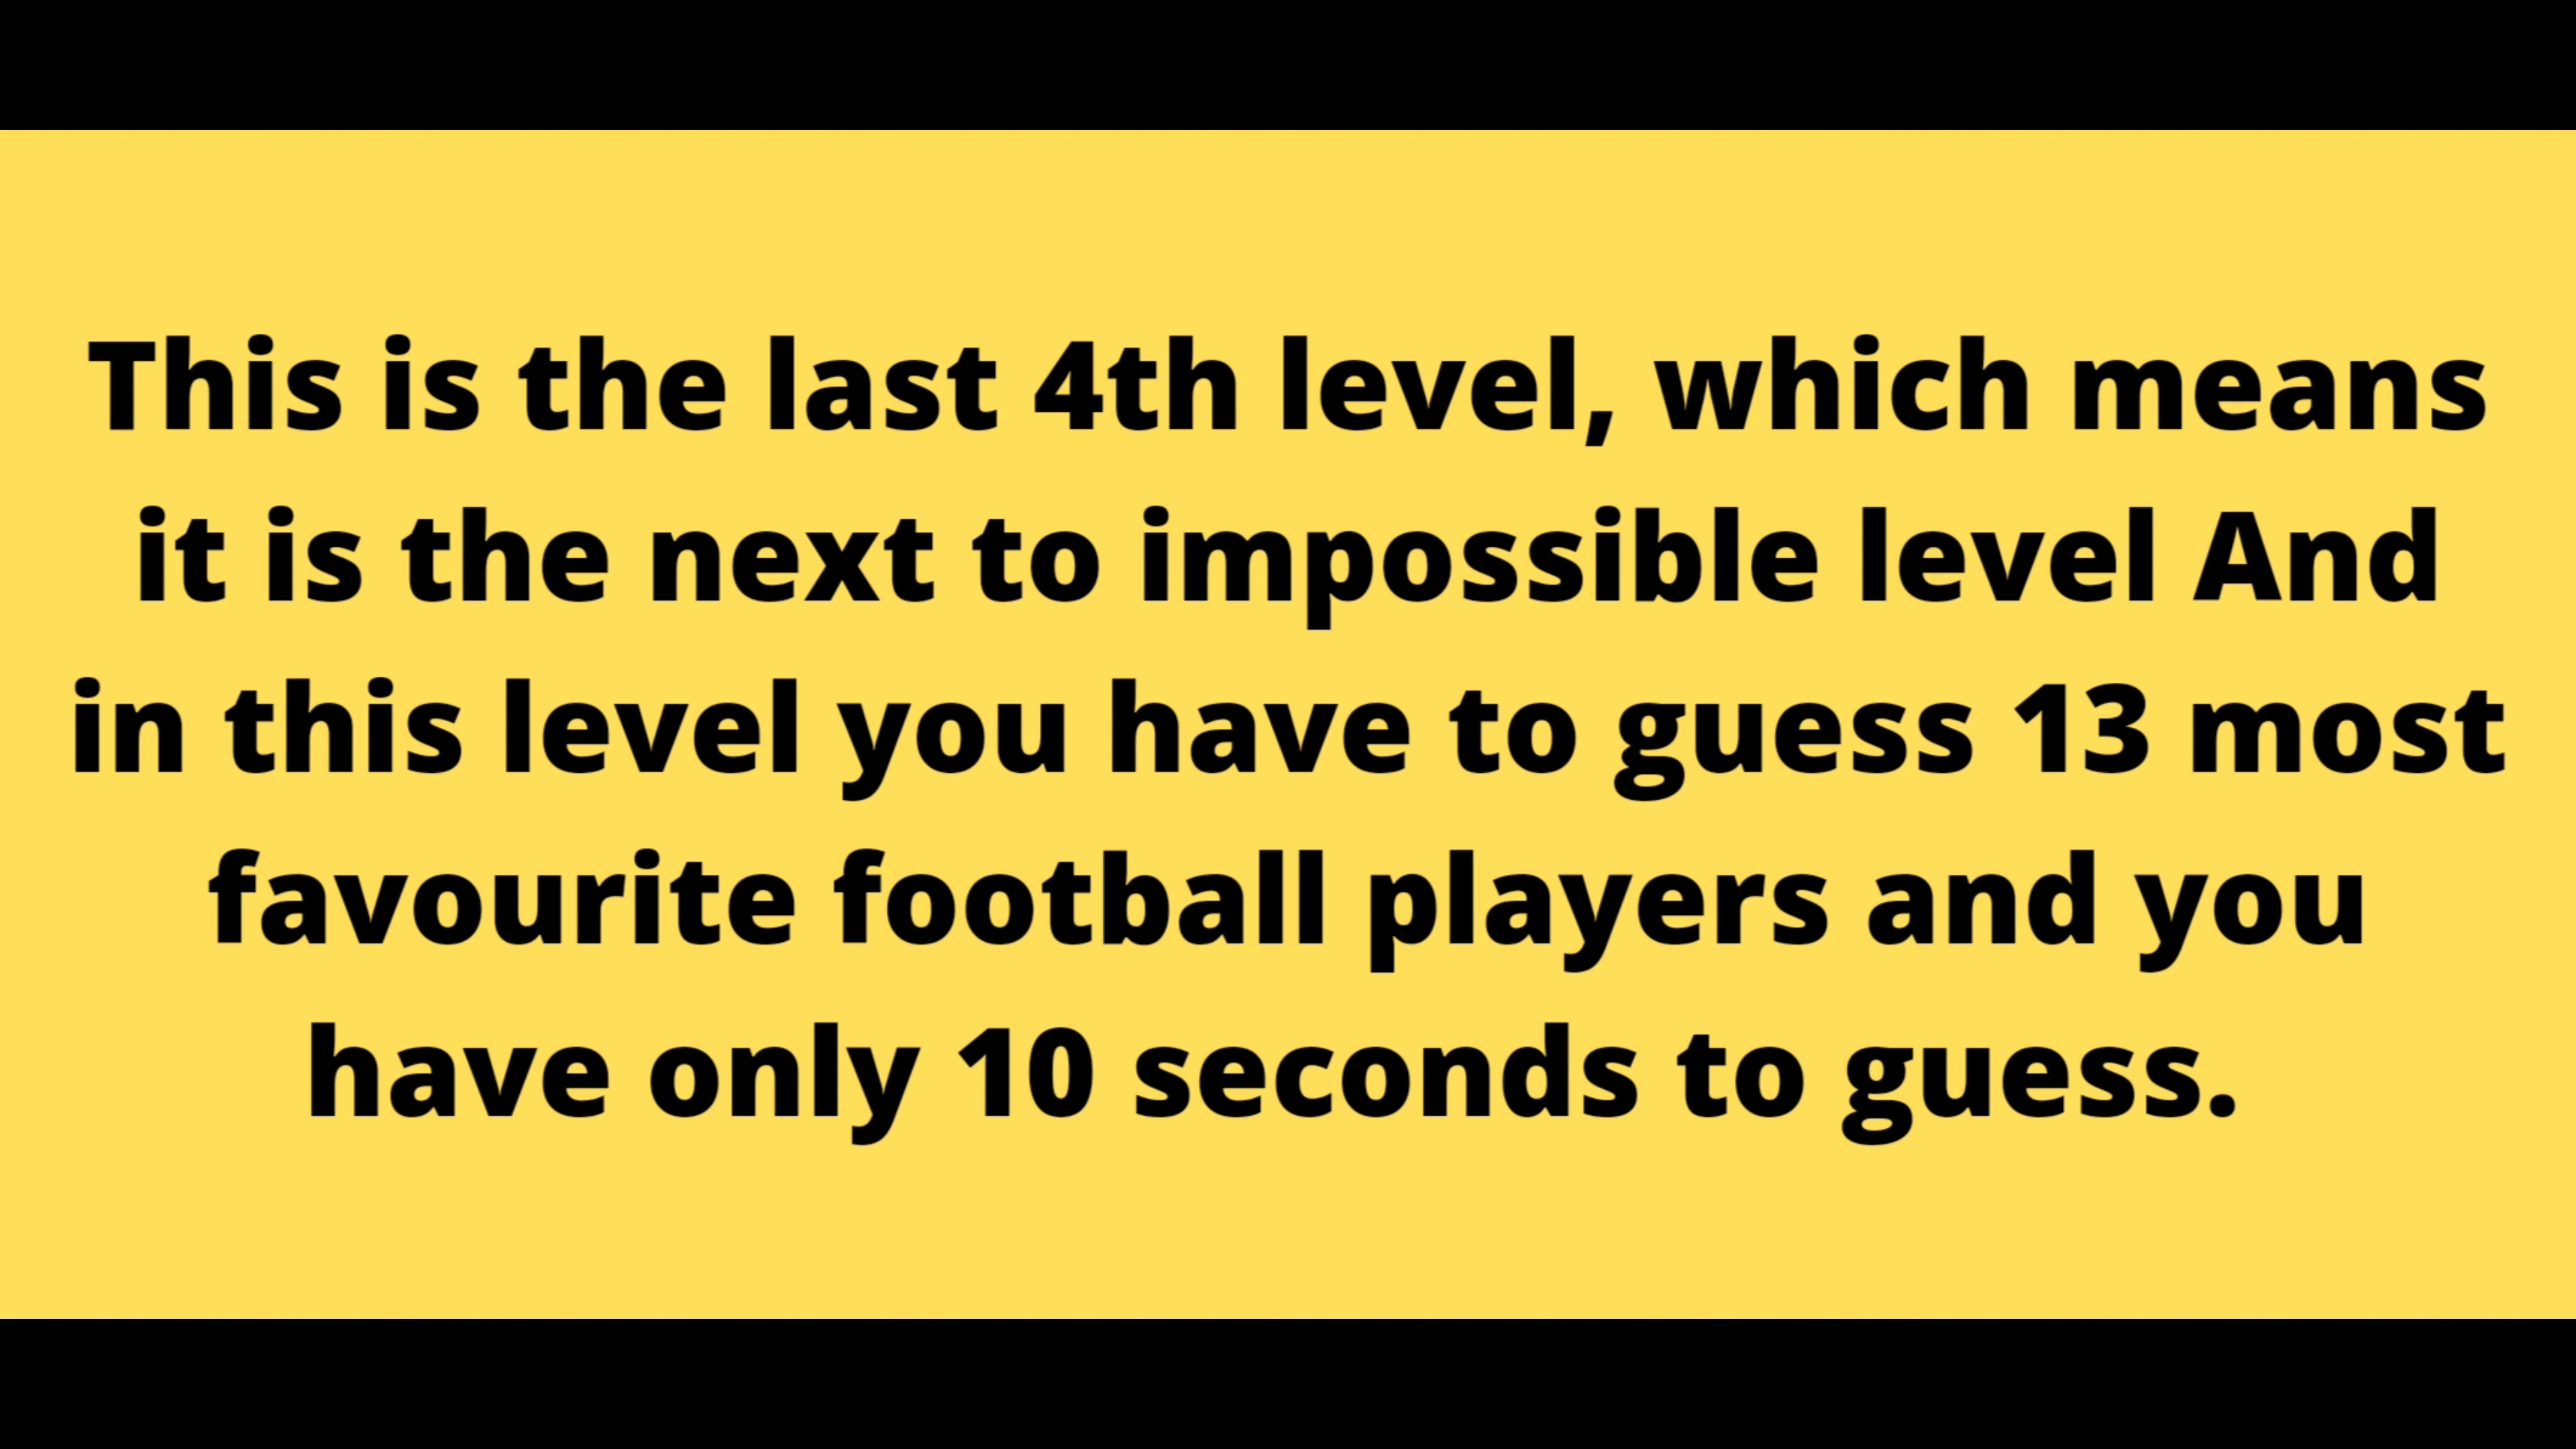 This is the last 4th level, which means
it is the next to impossible level And
in this level you have to guess 13 most
favourite football players and you
have only 10 seconds to guess.